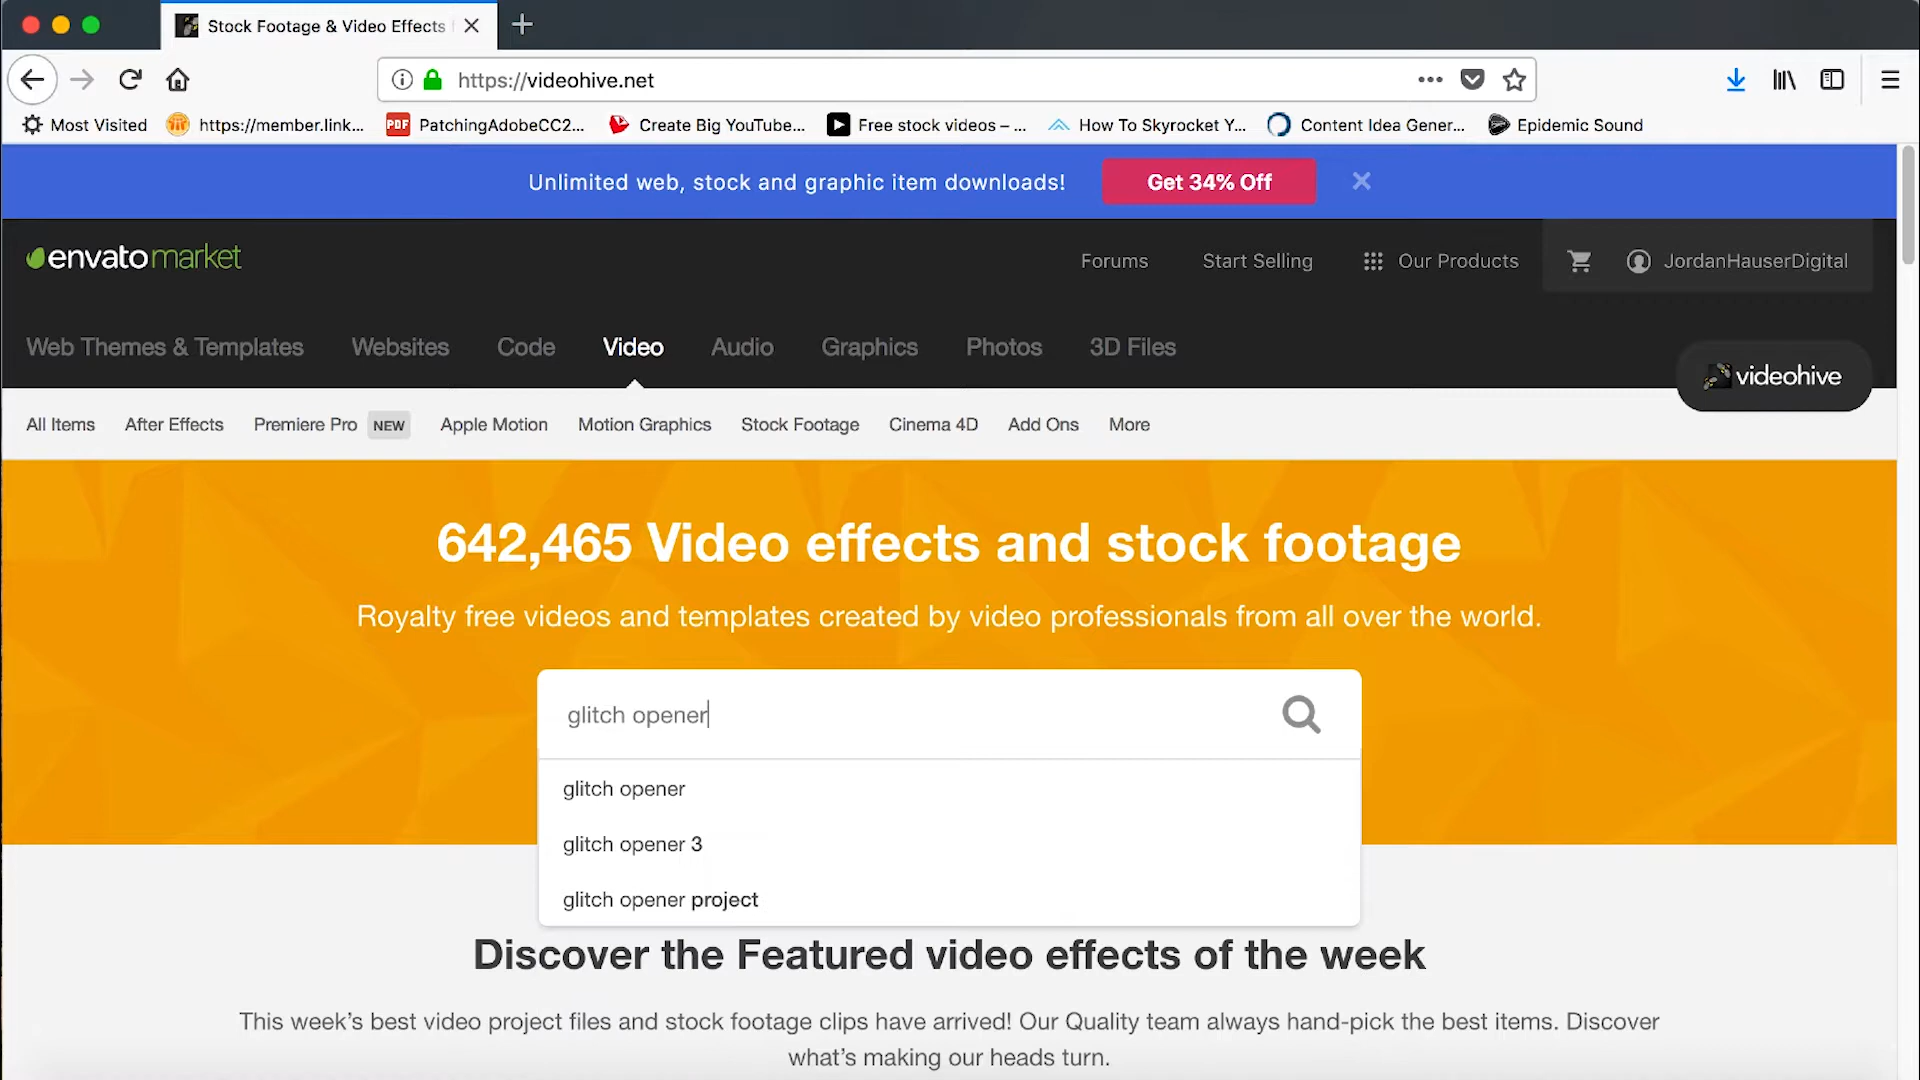 Stock Footage & Video Effects
https://videohive.net
Most Visited
https://member.link...
PDF
PatchingAdobeCC2...
Create Big YouTube...
Free stock videos – ...
How To Skyrocket Y...
Content Idea Gener...
Epidemic Sound
Unlimited web, stock and graphic item downloads!
Get 34% Off
envatomarket
Forums
Start Selling
Our Products
JordanHauserDigital
Web Themes & Templates
Websites
Code
Video
Audio
Graphics
Photos
3D Files
videohive
All Items
After Effects
Premiere Pro
NEW
Apple Motion
Motion Graphics
Stock Footage
Cinema 4D
Add Ons
More
642,465 Video effects and stock footage
Royalty free videos and templates created by video professionals from all over the world.
glitch opener
glitch opener
glitch opener 3
glitch opener project
Discover the Featured video effects of the week
This week's best video project files and stock footage clips have arrived! Our Quality team always hand-pick the best items. Discover
what's making our heads turn.